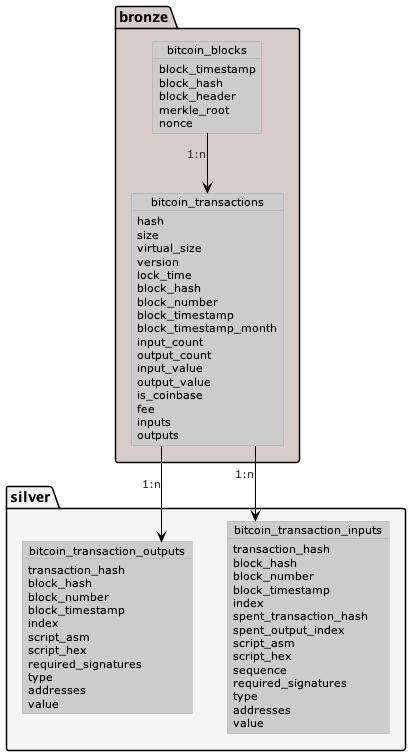 bronze
bitcoin_blocks
block_timestamp
block_hash
block_header
merkle_root
nonce
1:n
bitcoin_transactions
hash
size
virtual_size
version
lock_time
block_hash
block_number
block_timestamp
block_timestamp_month
input_count
output_count
input_value
output_value
is_coinbase
fee
inputs
outputs
1:n
1:n
silver
bitcoin_transaction_outputs
transaction_hash
block_hash
block_number
block_timestamp
index
script_asm
script_hex
required_signatures
type
addresses
value
bitcoin_transaction_inputs
transaction_hash
block_hash
block_number
block_timestamp
index
spent_transaction_hash
spent_output_index
script_asm
script_hex
sequence
required_signatures
type
addresses
value